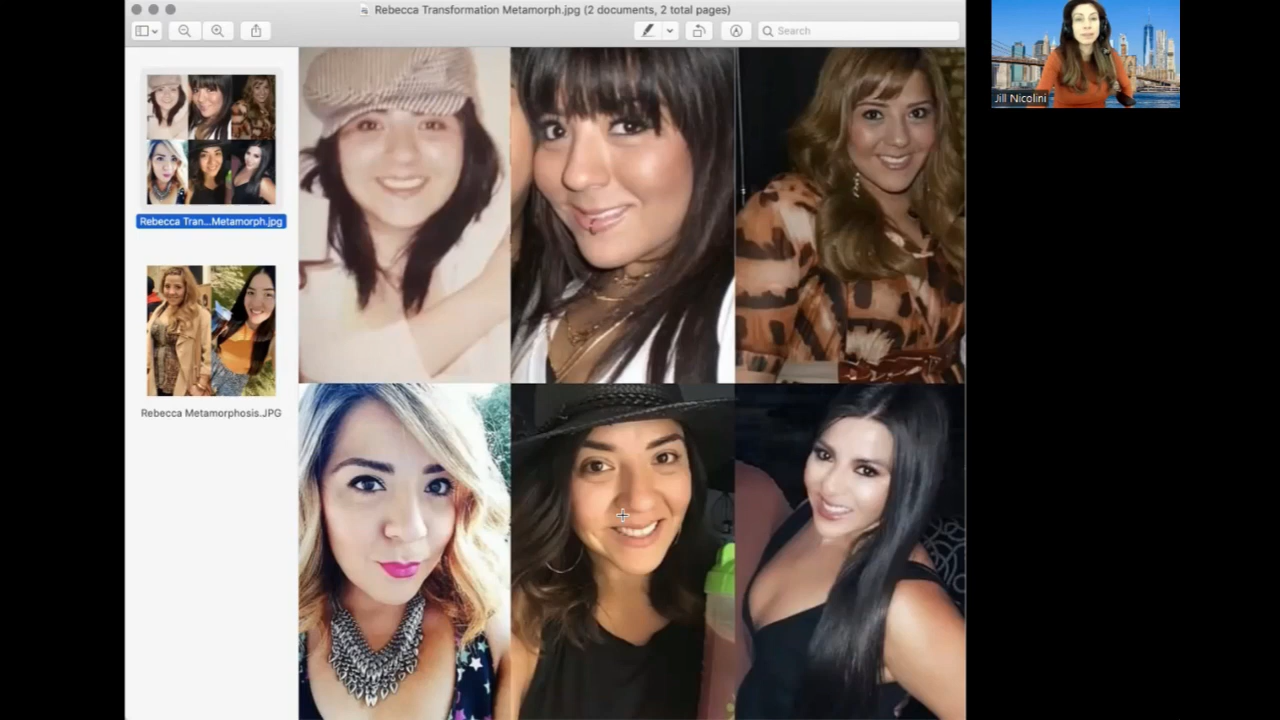 Rebecca Transformation Metamorph.jpg (2 documents, 2 total pages)
Search
Rebecca Tran...Metamorph.jpg
Rebecca Metamorphosis.JPG
Jill Nicolini